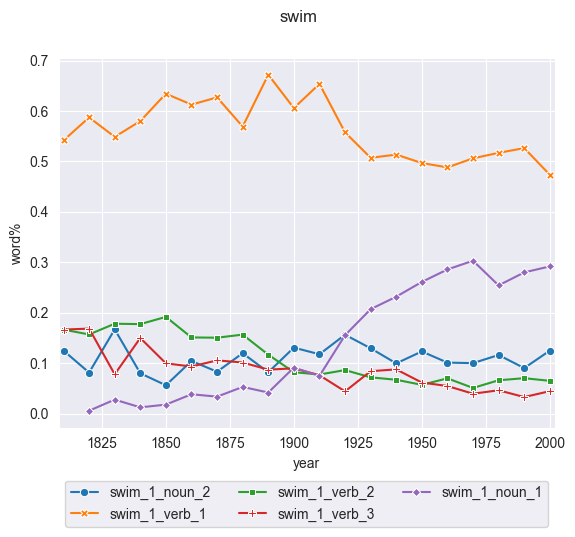 swim
0.7
0.6
0.5
0.4
0.3
0.2
0.1
0.0
word%
1825 1850 1875 1900 1925 1950 1975 2000
year
swim_1_noun_2 swim_1_verb_2 swim_1_noun_1
swim_1_verb_1 swim_1_verb_3